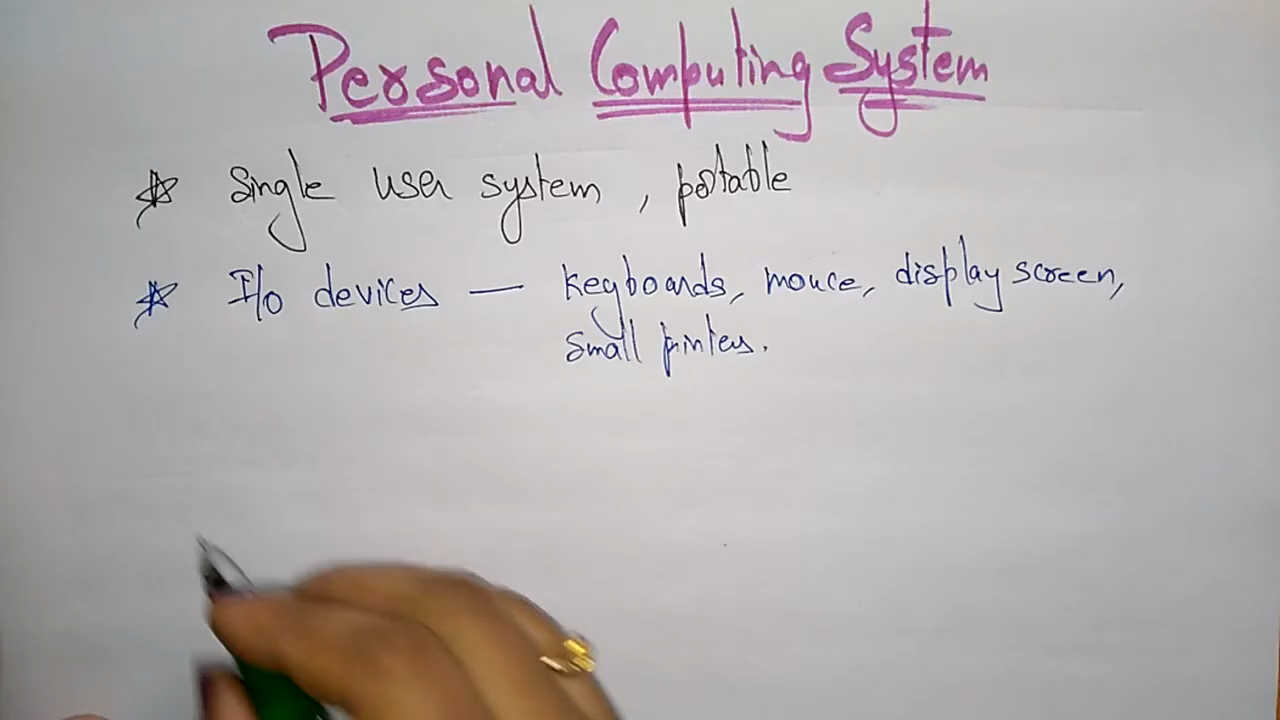 Personal Computing System
☆ Single user system, portable
☆ I/o devices — keyboards, mouce, display screen,
small printers.